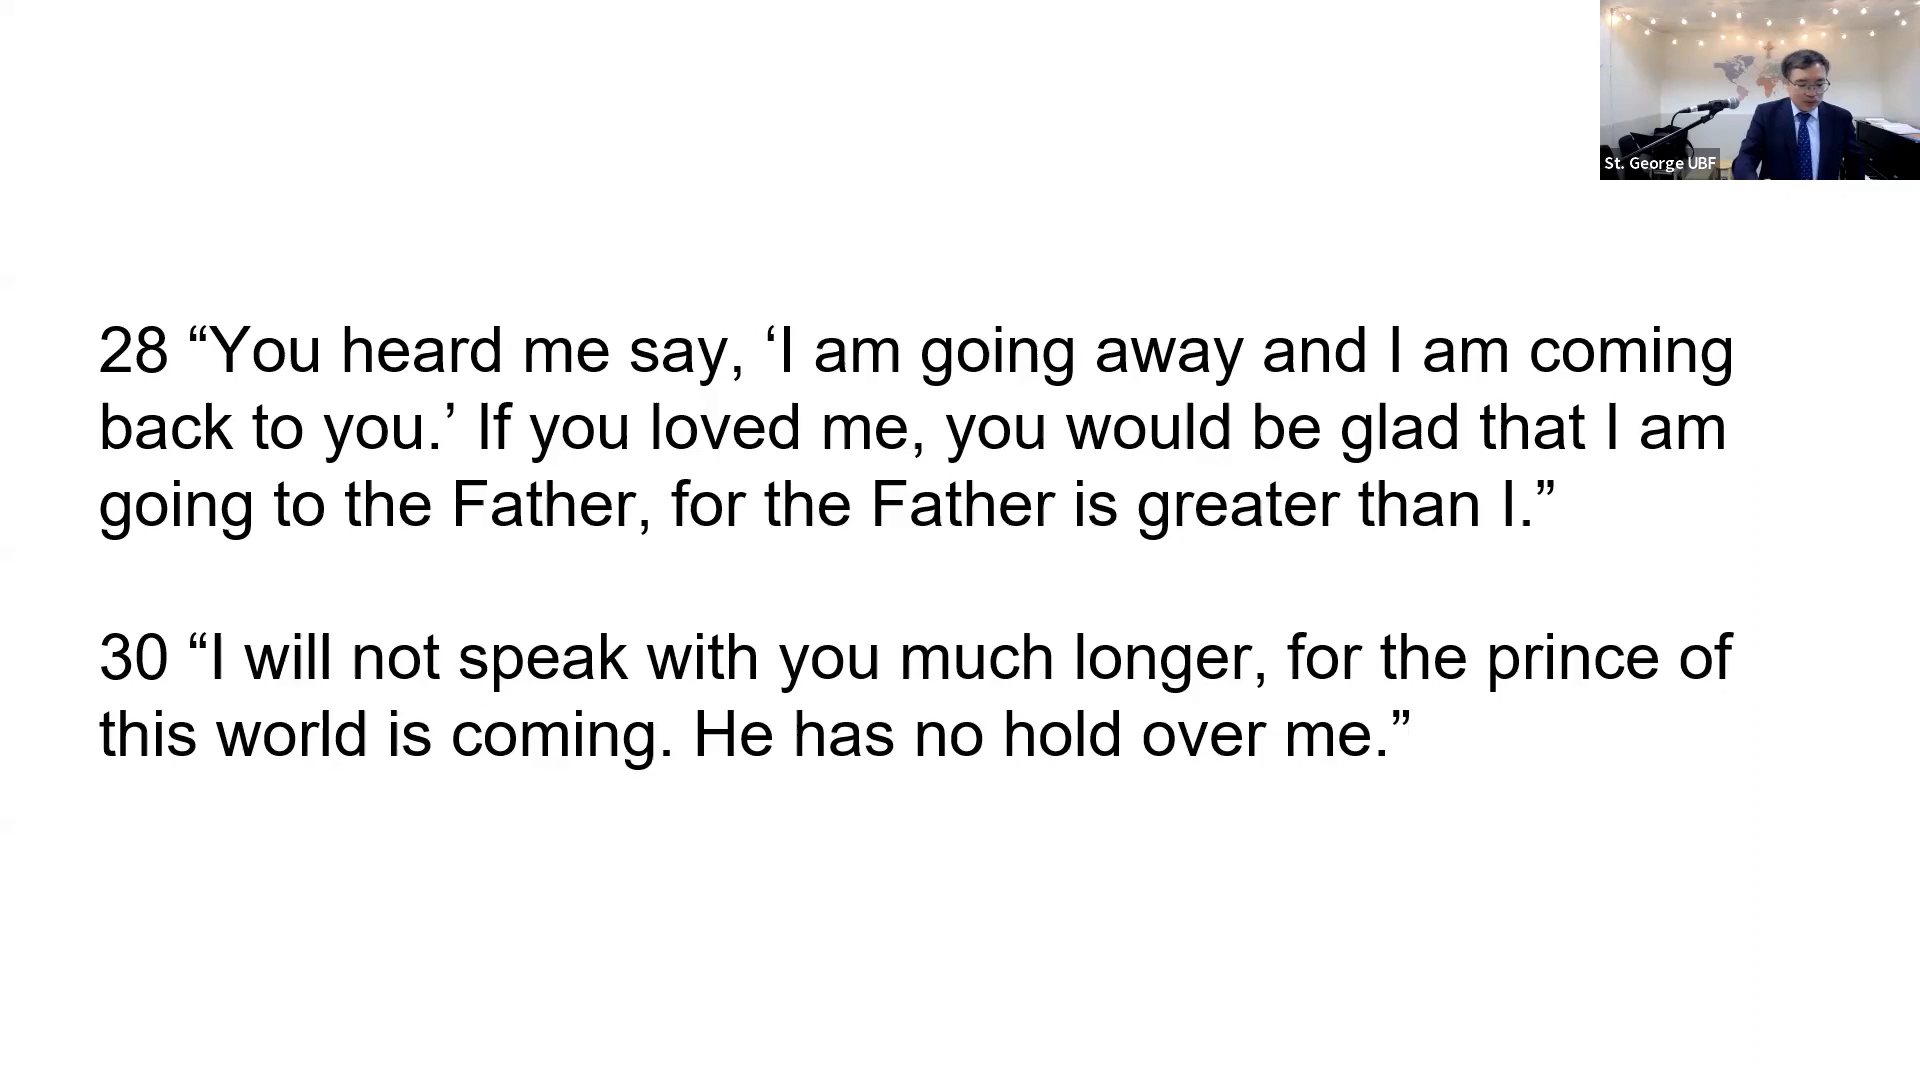 St. George UBF
28 “You heard me say, ‘I am going away and I am coming
back to you.’ If you loved me, you would be glad that I am
going to the Father, for the Father is greater than I.”
30 “I will not speak with you much longer, for the prince of
this world is coming. He has no hold over me.”